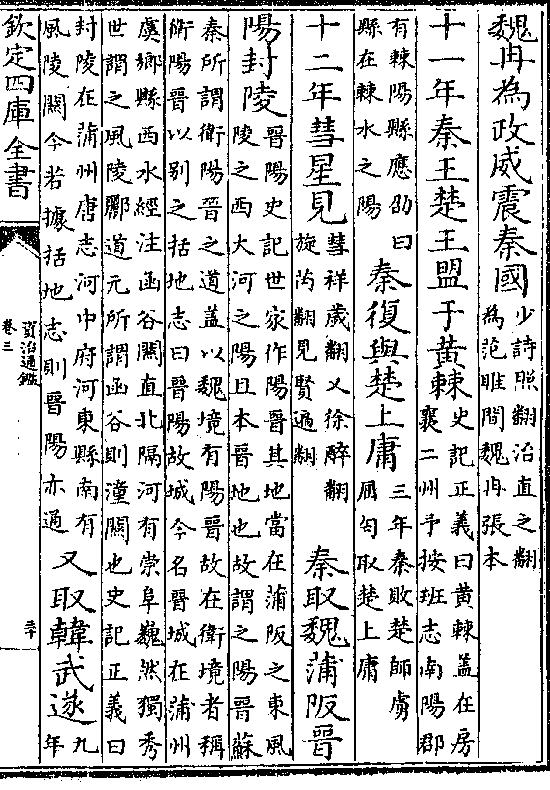 魏冉為政威震秦國少詩照翻治直之翻
為范雎間魏冉張本
十一年秦王楚王盟于黄棘史記正義曰黄棘盖在房
襄二州予按班志南陽郡
有棘陽縣應劭曰
縣在棘水之陽
秦復與楚上庸三年秦敗楚師虜
屈匄取楚上庸
十二年彗星見彗祥歲翻又徐醉翻
旋芮翻見賢遍翻
秦取魏蒲阪晉
陽封陵晉陽史記世家作陽晉其地當在蒲阪之東風
陵之西大河之陽且本晉地也故謂之陽晉蘇
秦所謂衛陽晉之道盖以魏境有陽晉故在衛境者稱
衛陽晉以别之括地志曰晉陽故城今名晉城在蒲州
虞鄉縣西水經注函谷關直北隔河有崇阜巍然獨秀
世謂之風陵酈道元所謂函谷則潼關也史記正義曰
封陵在蒲州唐志河中府河東縣南有
風陵闗今若據括地志則晉陽亦通
又取韓武遂九年
欽定四庫全書
資治通鑑
卷三
二十